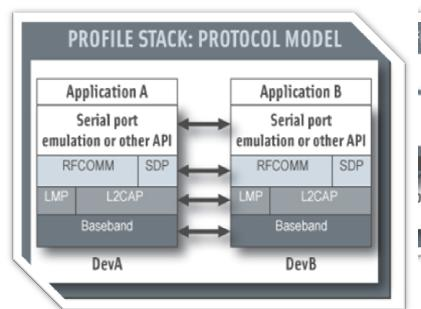 PROFILE STACK: PROTOCOL MODEL
Application A
Serial port
emulation or other API
RFCOMM SDP
LMP L2CAP
Baseband
DevA
Application B
Serial port
emulation or other API
RFCOMM SDP
LMP L2CAP
Baseband
DevB